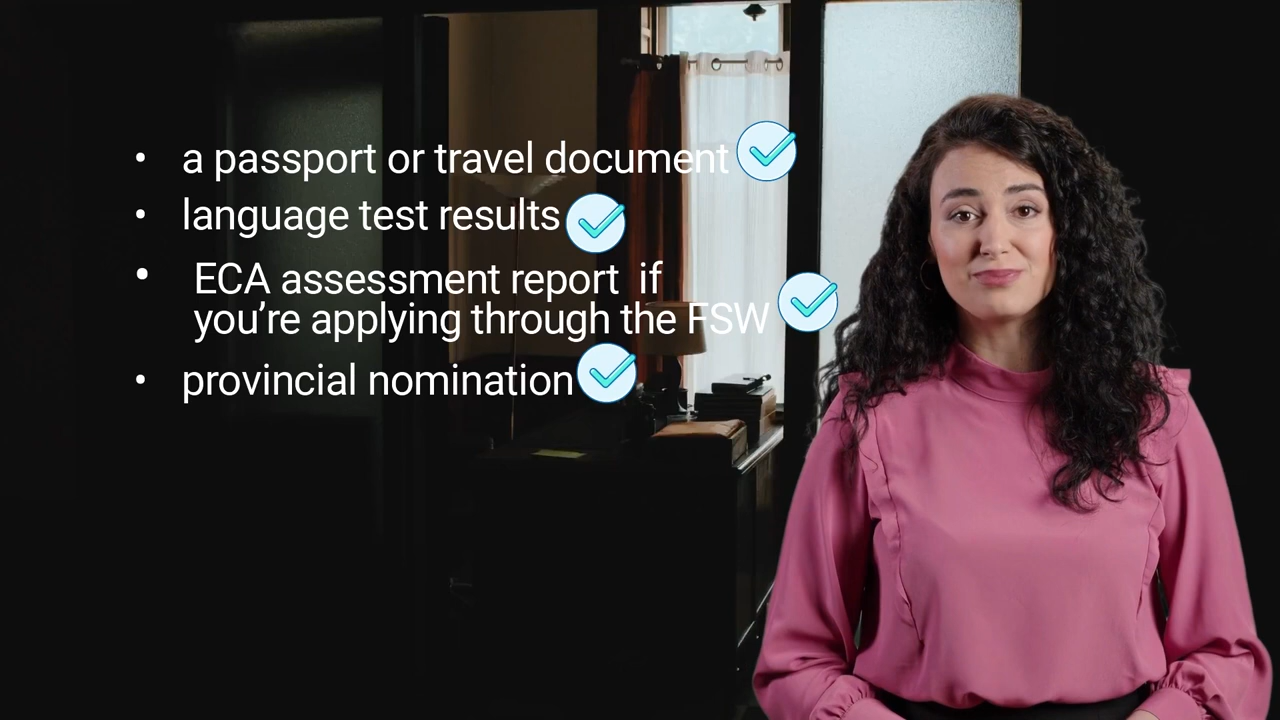 • a passport or travel document
• language test results
• ECA assessment report if
you’re applying through the FSW
• provincial nomination